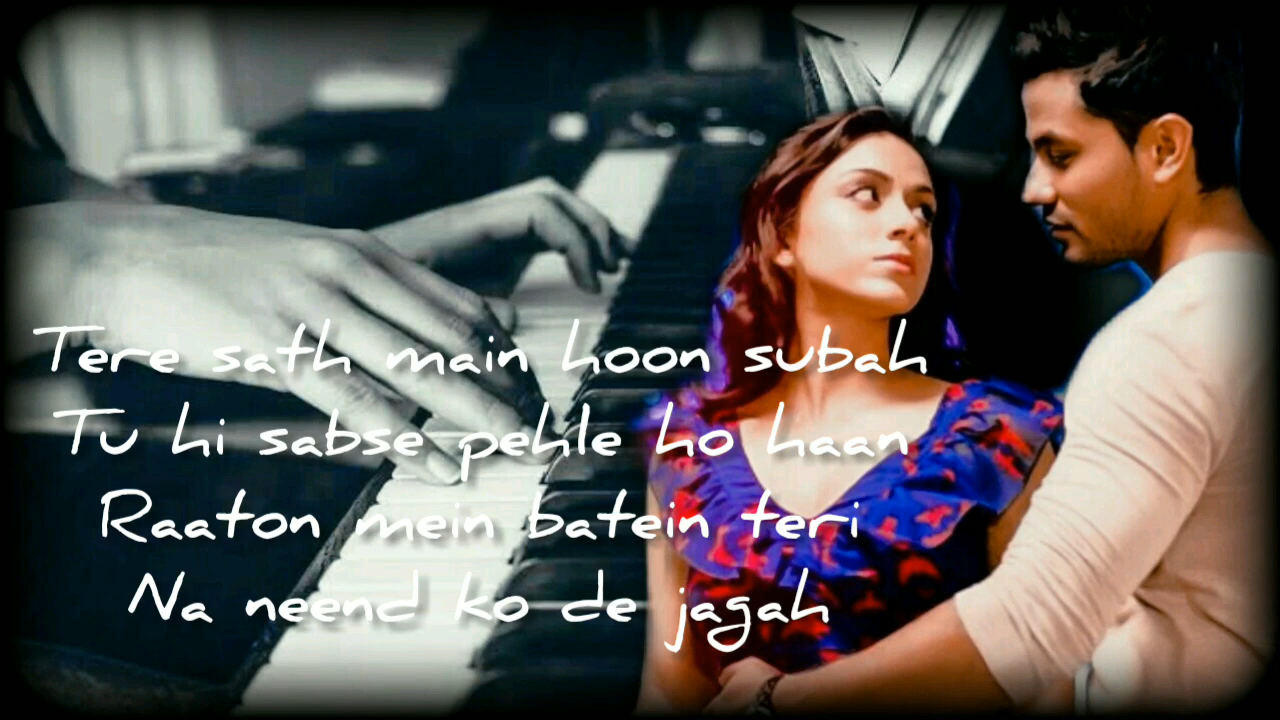 Tere sath main hoon subah
Tu hi sabse pehle ho haan
Raaton mein batein teri
Na neend ko de jagah